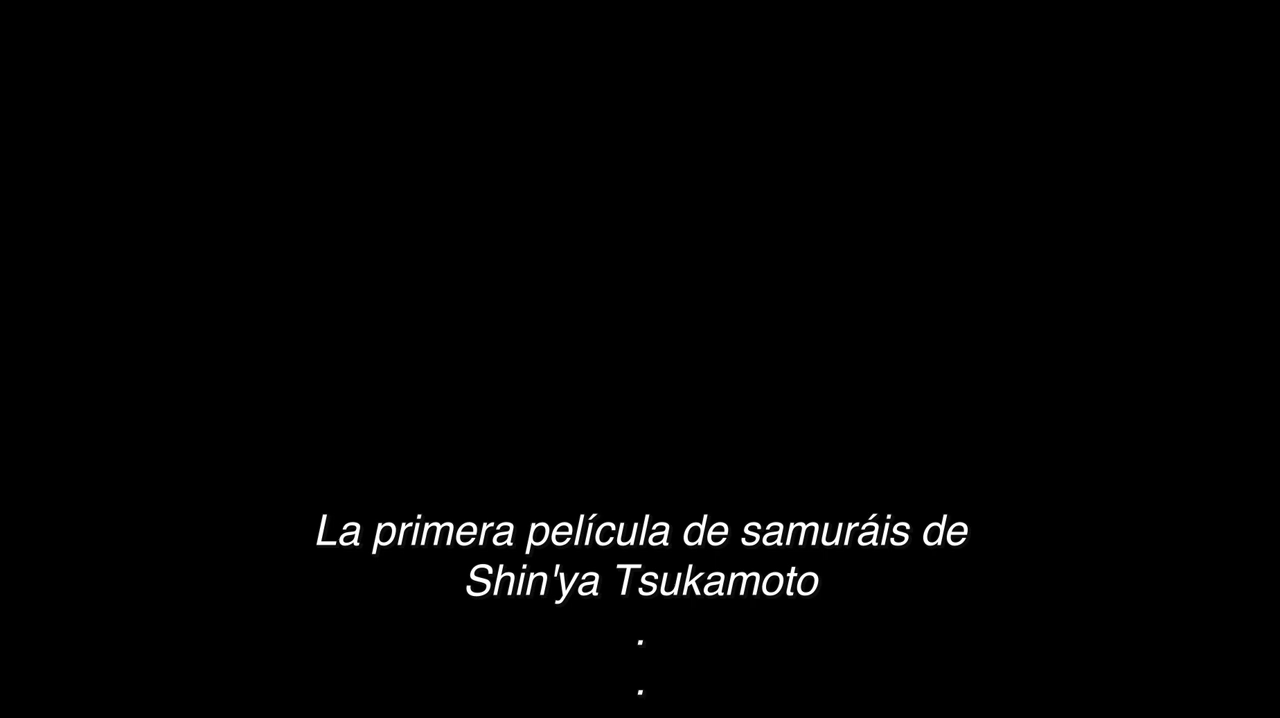 La primera película de samuráis de
Shin'ya Tsukamoto
.
.